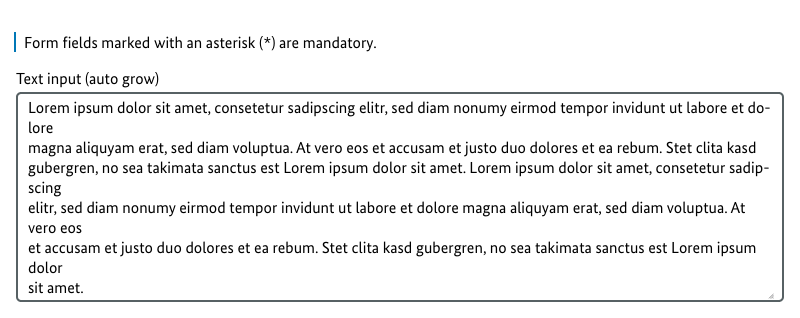 Form fields marked with an asterisk (*) are mandatory.
Text input (auto grow)
Lorem ipsum dolor sit amet, consetetur sadipscing elitr, sed diam nonumy eirmod tempor invidunt ut labore et do-
lore
magna aliquyam erat, sed diam voluptua. At vero eos et accusam et justo duo dolores et ea rebum. Stet clita kasd
gubergren, no sea takimata sanctus est Lorem ipsum dolor sit amet. Lorem ipsum dolor sit amet, consetetur sadip-
scing
elitr, sed diam nonumy eirmod tempor invidunt ut labore et dolore magna aliquyam erat, sed diam voluptua. At
vero eos
et accusam et justo duo dolores et ea rebum. Stet clita kasd gubergren, no sea takimata sanctus est Lorem ipsum
dolor
sit amet.